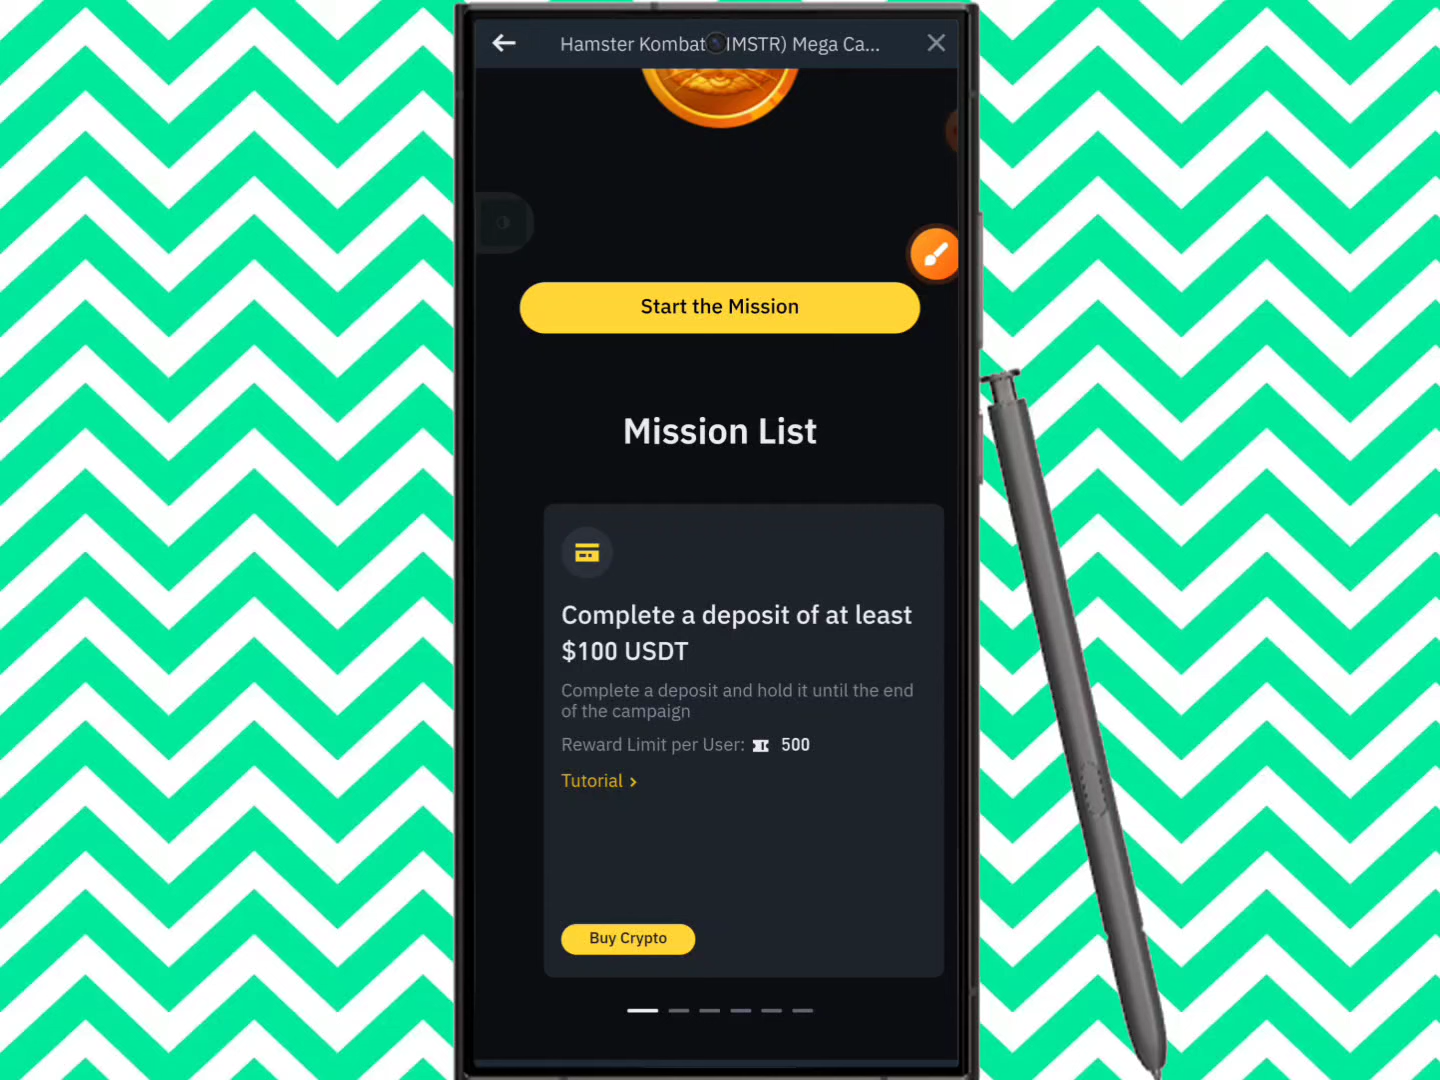 Hamster Kombat (HMSTR) Mega Ca...
Start the Mission
Mission List
Complete a deposit of at least
$100 USDT
Complete a deposit and hold it until the end
of the campaign
Reward Limit per User: 500
Tutorial >
Buy Crypto